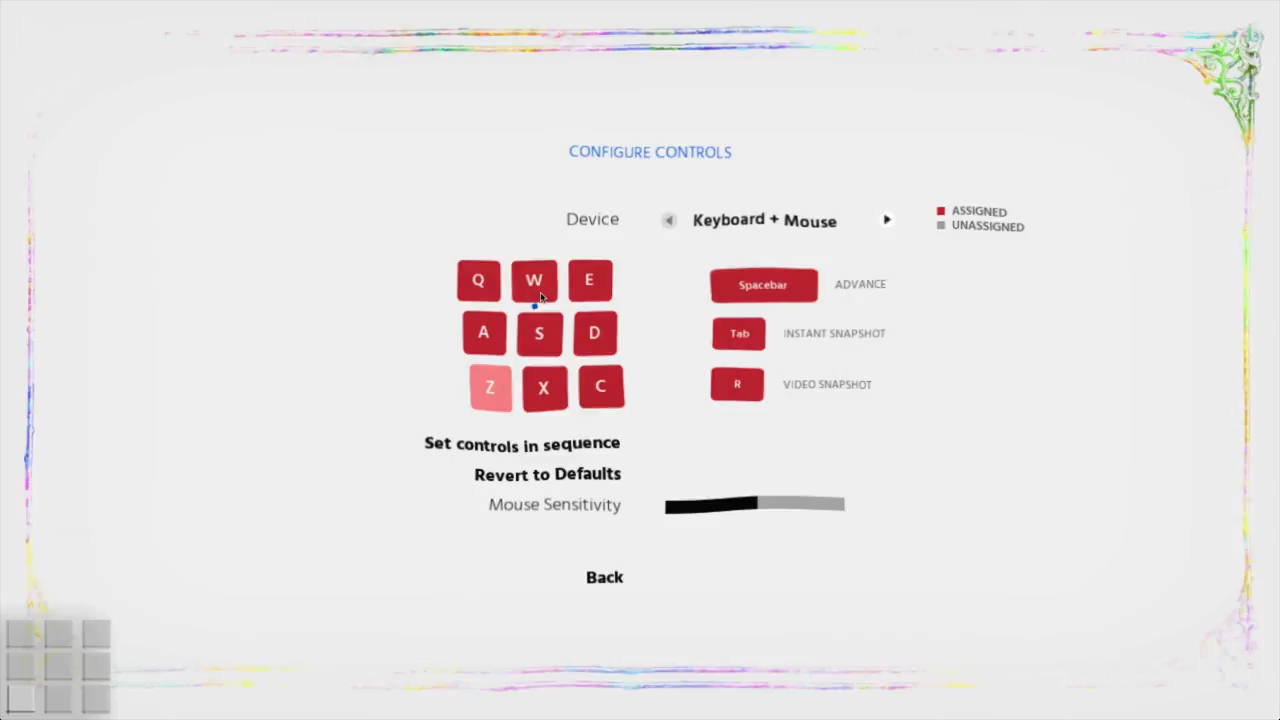 CONFIGURE CONTROLS
Device Keyboard + Mouse
ASSIGNED
UNASSIGNED
Q W E Spacebar ADVANCE
A S D Tab INSTANT SNAPSHOT
Z X C R VIDEO SNAPSHOT
Set controls in sequence
Revert to Defaults
Mouse Sensitivity
Back